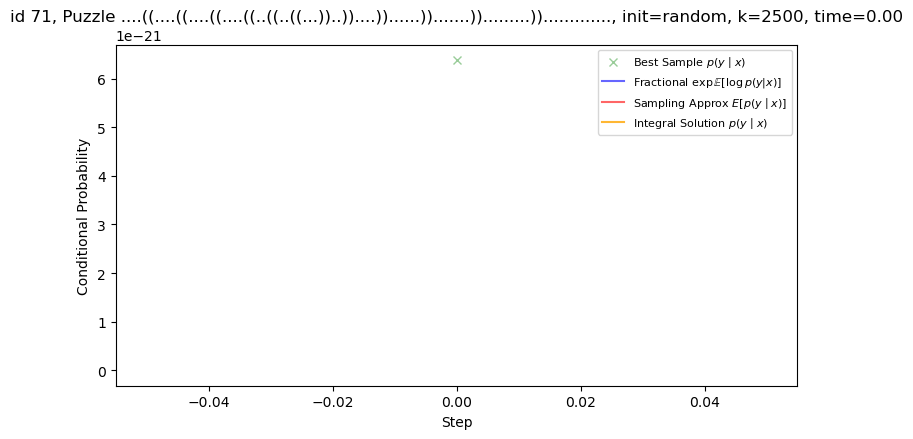 id 71, Puzzle ....((....((....((....((..((..((...))..))....))......)).......)).........))............., init=random, k=2500, time=0.00
1e−21
Best Sample p(y | x)
Fractional exp𝔼[log p(y|x)]
Sampling Approx E[p(y | x)]
Integral Solution p(y | x)
6
5
4
3
2
1
0
Conditional Probability
−0.04
−0.02
0.00
0.02
0.04
Step